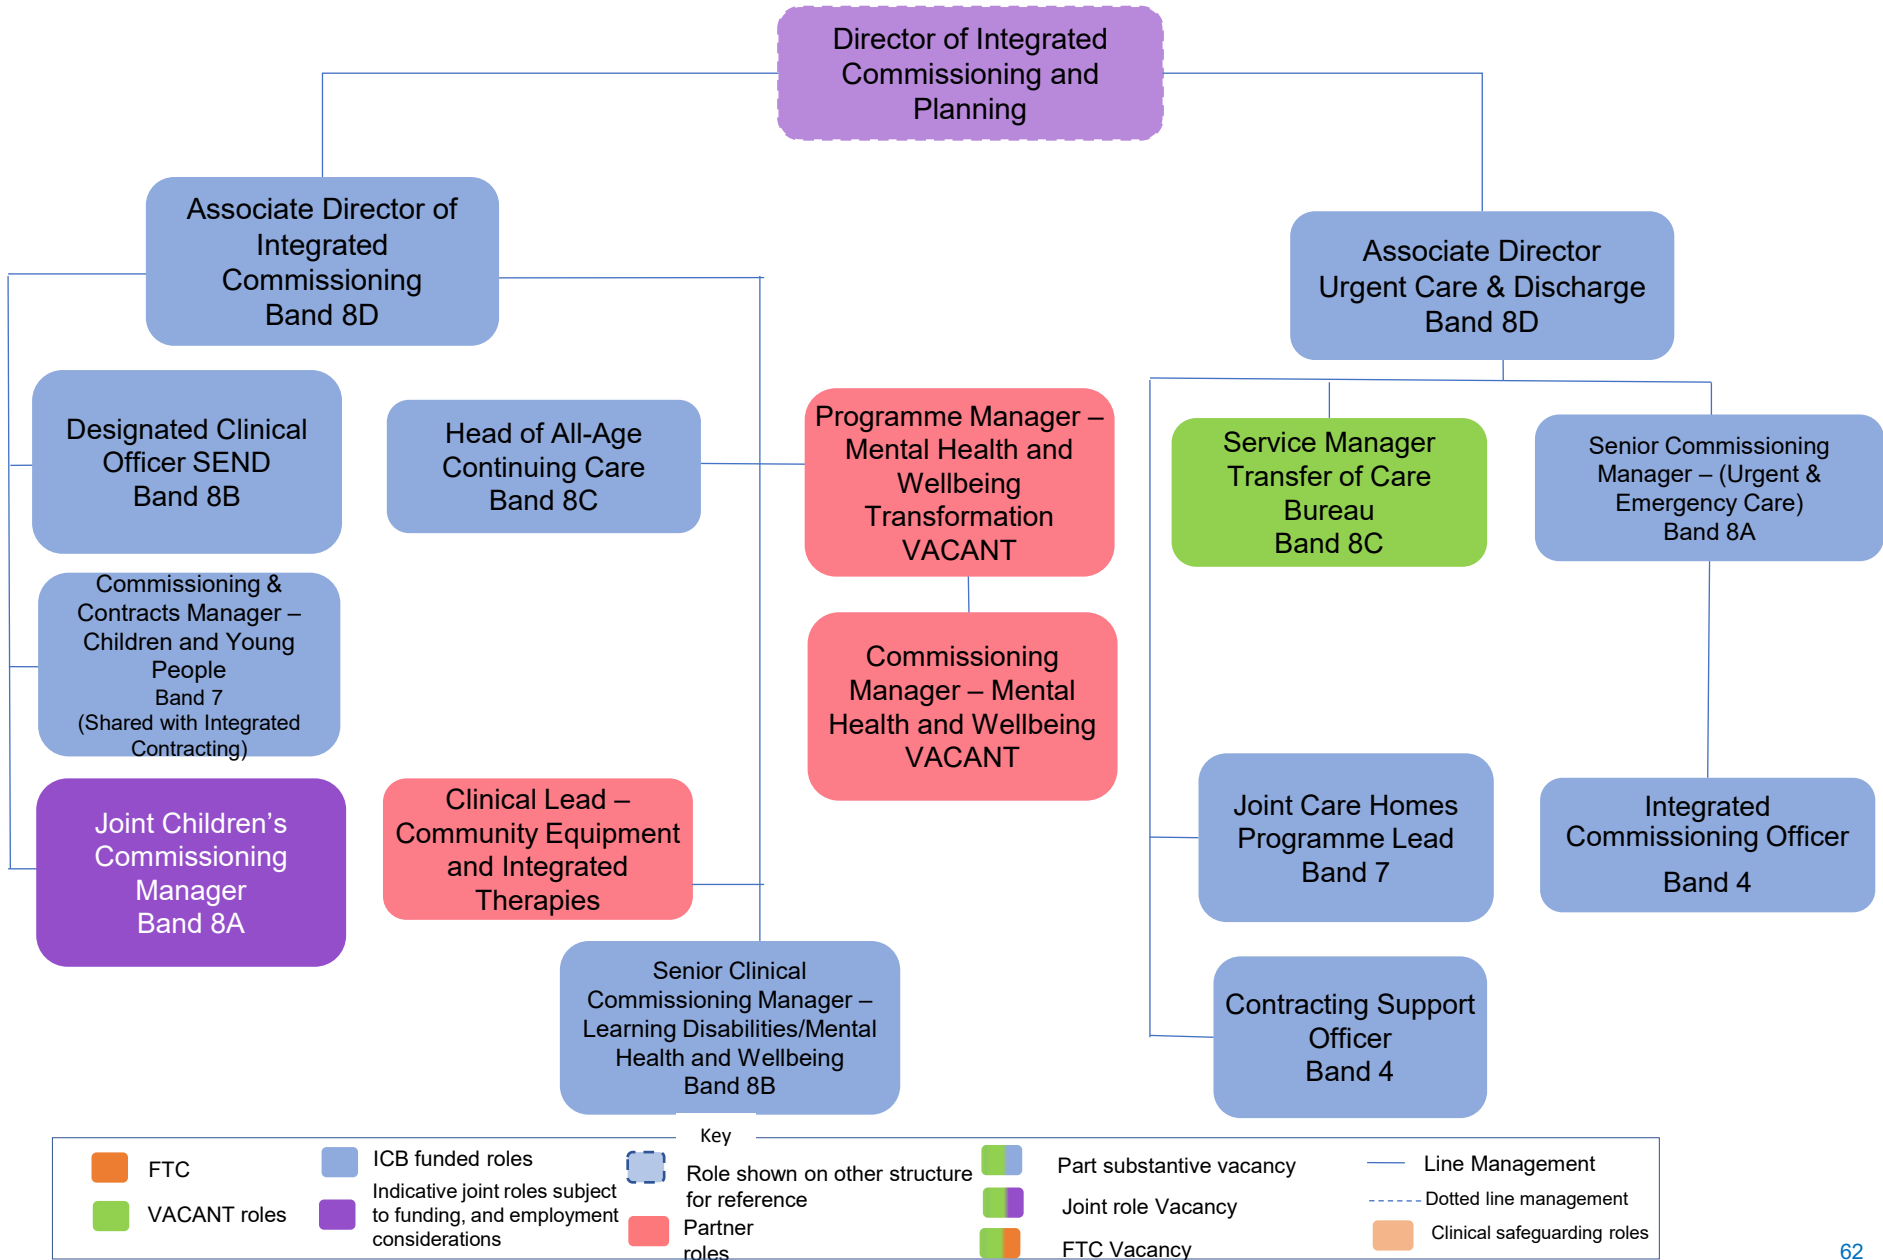 Director of Integrated
Commissioning and
Planning
Associate Director of
Integrated
Commissioning
Band 8D
Associate Director
Urgent Care & Discharge
Band 8D
Designated Clinical
Officer SEND
Band 8B
Head of All-Age
Continuing Care
Band 8C
Programme Manager –
Mental Health and
Wellbeing
Transformation
VACANT
Service Manager
Transfer of Care
Bureau
Band 8C
Senior Commissioning
Manager – (Urgent &
Emergency Care)
Band 8A
Commissioning &
Contracts Manager –
Children and Young
People
Band 7
(Shared with Integrated
Contracting)
Commissioning
Manager – Mental
Health and Wellbeing
VACANT
Joint Children’s
Commissioning
Manager
Band 8A
Clinical Lead –
Community Equipment
and Integrated
Therapies
Joint Care Homes
Programme Lead
Band 7
Integrated
Commissioning Officer
Band 4
Senior Clinical
Commissioning Manager –
Learning Disabilities/Mental
Health and Wellbeing
Band 8B
Contracting Support
Officer
Band 4
Key
FTC
VACANT roles
ICB funded roles
Indicative joint roles subject
to funding, and employment
considerations
Role shown on other structure
for reference
Partner
roles
Part substantive vacancy
Joint role Vacancy
FTC Vacancy
Line Management
Dotted line management
Clinical safeguarding roles
62